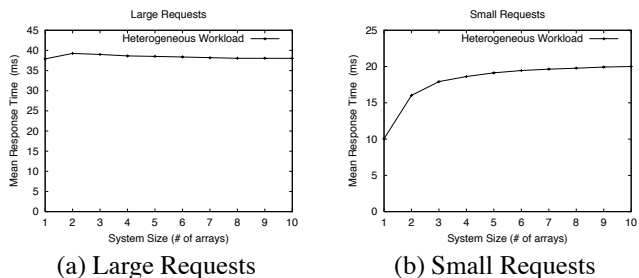 Large Requests
45
40
35
30
25
20
15
10
5
0
Mean Response Time (ms)
Heterogeneous Workload
1 2 3 4 5 6 7 8 9 10
System Size (# of arrays)
(a) Large Requests
Small Requests
25
20
15
10
5
0
Mean Response Time (ms)
Heterogeneous Workload
1 2 3 4 5 6 7 8 9 10
System Size (# of arrays)
(b) Small Requests